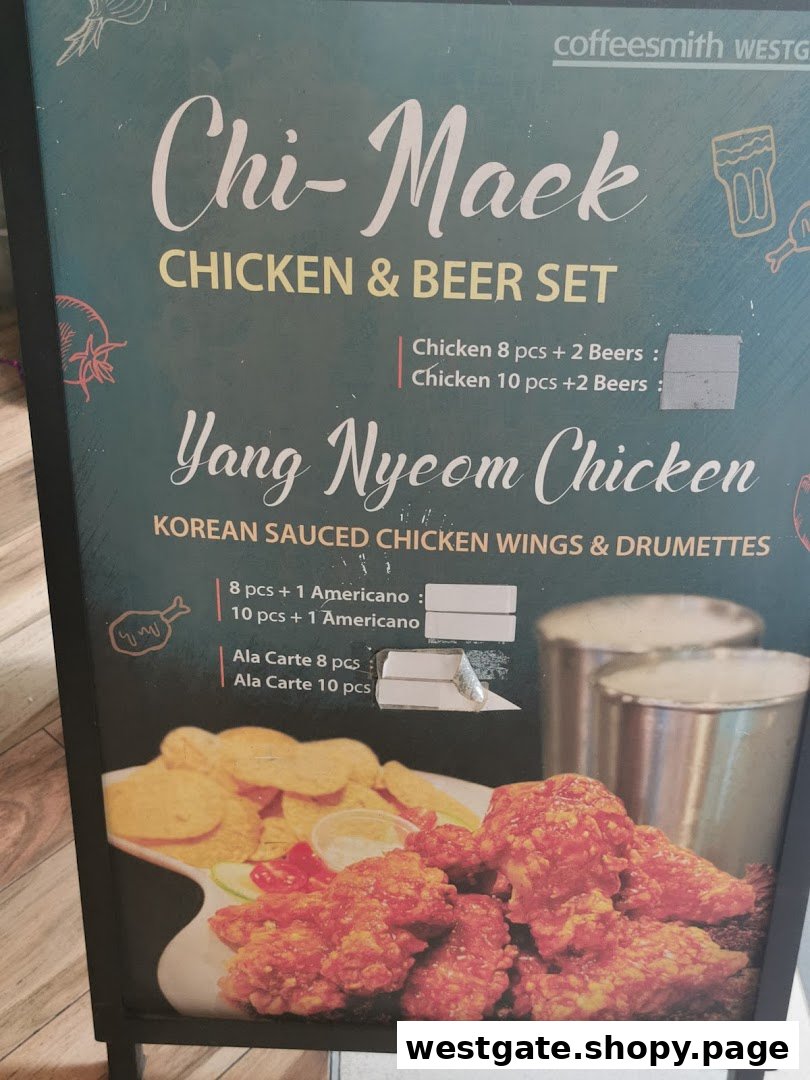 coffeesmith WESTG
Chi-Maek
CHICKEN & BEER SET
Chicken 8 pcs + 2 Beers :
Chicken 10 pcs +2 Beers :
Yang Nyeom Chicken
KOREAN SAUCED CHICKEN WINGS & DRUMETTES
8 pcs + 1 Americano :
10 pcs + 1 Americano
Ala Carte 8 pcs
Ala Carte 10 pcs
westgate.shopy.page